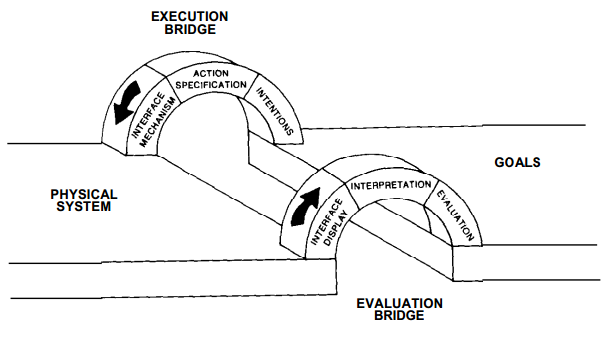 EXECUTION
BRIDGE
ACTION
SPECIFICATION
INTERFACE
MECHANISM
INTENTIONS
GOALS
PHYSICAL
SYSTEM
INTERPRETATION
INTERFACE
DISPLAY
EVALUATION
EVALUATION
BRIDGE